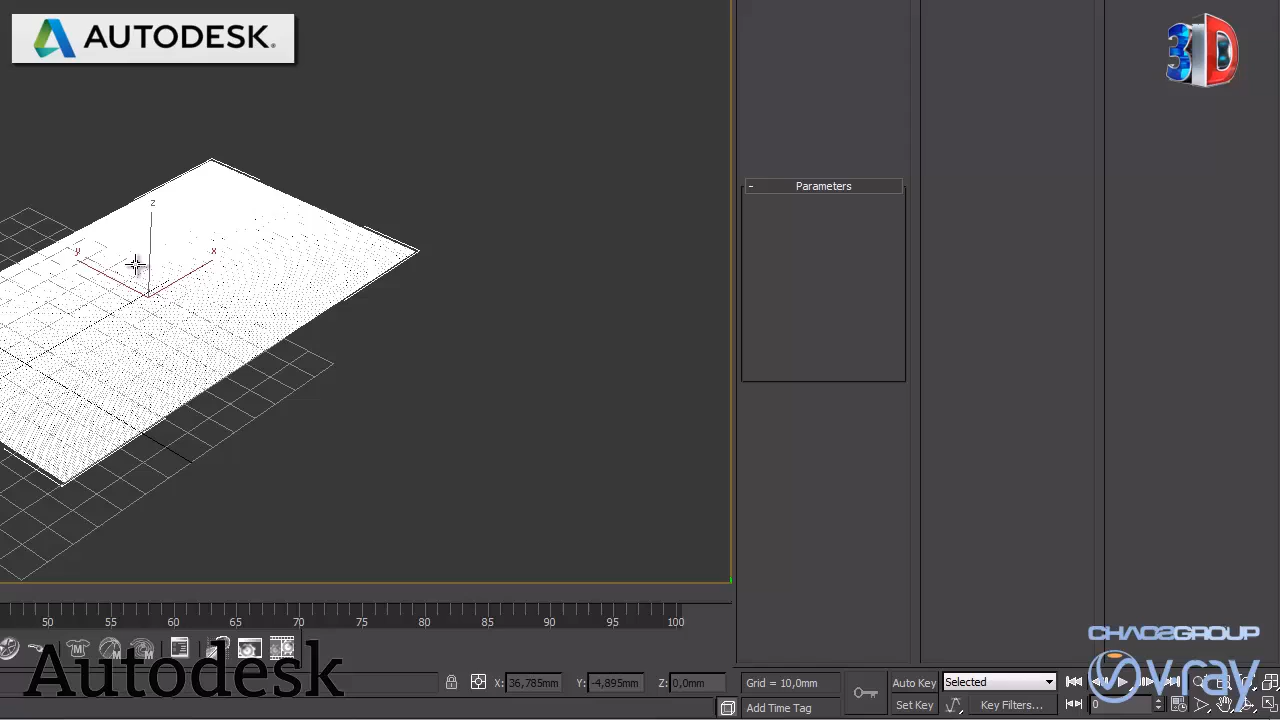 AUTODESK.
3D
Parameters
z
y
x
50 55 60 65 70 75 80 85 90 95 100
M M
Autodesk
X: 36,785mm Y: -4,895mm Z: 0,0mm Grid = 10,0mm Auto Key Selected
Add Time Tag Set Key Key Filters... 0
CHAOSGROUP
vray